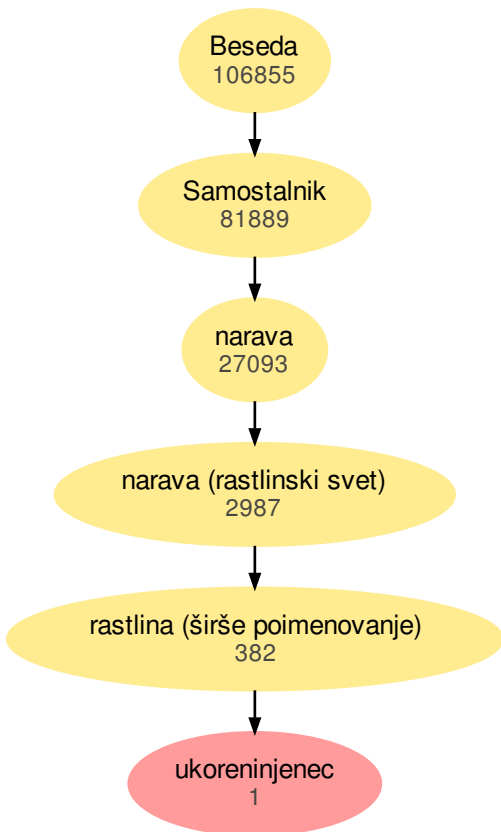 Beseda
106855
Samostalnik
81889
narava
27093
narava (rastlinski svet)
2987
rastlina (širše poimenovanje)
382
ukoreninjenec
1